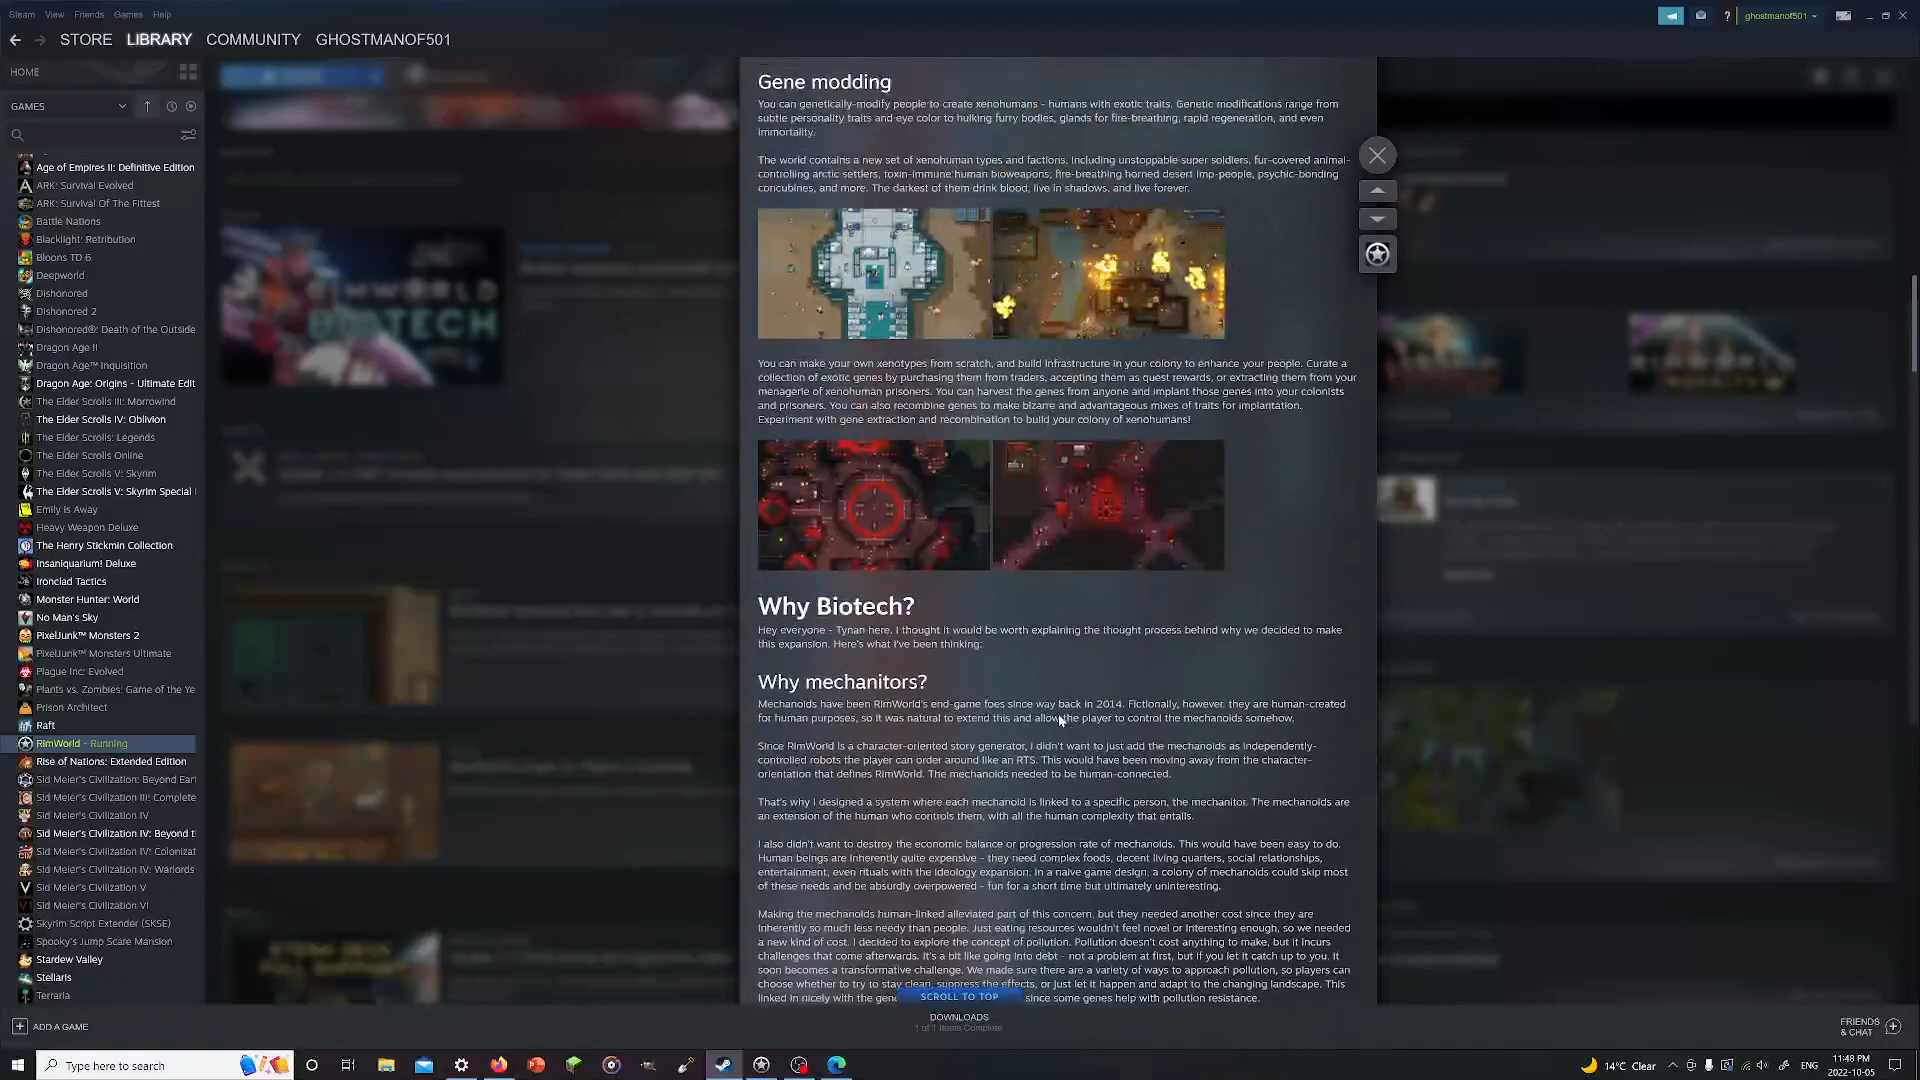 Steam View Friends Games Help
ghostmanof501
STORE LIBRARY COMMUNITY GHOSTMANOF501
HOME
GAMES
Age of Empires II: Definitive Edition
ARK: Survival Evolved
ARK: Survival Of The Fittest
Battle Nations
Blacklight: Retribution
Bloons TD 6
Deepworld
Dishonored
Dishonored 2
Dishonored®: Death of the Outside
Dragon Age II
Dragon Age™ Inquisition
Dragon Age: Origins - Ultimate Edit
The Elder Scrolls III: Morrowind
The Elder Scrolls IV: Oblivion
The Elder Scrolls: Legends
The Elder Scrolls Online
The Elder Scrolls V: Skyrim
The Elder Scrolls V: Skyrim Special
Emily is Away
Heavy Weapon Deluxe
The Henry Stickmin Collection
Insaniquarium! Deluxe
Ironclad Tactics
Monster Hunter: World
No Man's Sky
PixelJunk™ Monsters 2
PixelJunk™ Monsters Ultimate
Plague Inc: Evolved
Plants vs. Zombies: Game of the Ye
Prison Architect
Raft
RimWorld - Running
Rise of Nations: Extended Edition
Sid Meier's Civilization: Beyond Ear
Sid Meier's Civilization III: Complete
Sid Meier's Civilization IV
Sid Meier's Civilization IV: Beyond t
Sid Meier's Civilization IV: Colonizat
Sid Meier's Civilization IV: Warlords
Sid Meier's Civilization V
Sid Meier's Civilization VI
Skyrim Script Extender (SKSE)
Spooky's Jump Scare Mansion
Stardew Valley
Stellaris
Terraria
ADD A GAME
RIMWORLD
BIOTECH
Gene modding
You can genetically-modify people to create xenohumans - humans with exotic traits. Genetic modifications range from
subtle personality traits and eye color to hulking furry bodies, glands for fire-breathing, rapid regeneration, and even
immortality.
The world contains a new set of xenohuman types and factions, including unstoppable super soldiers, fur-covered animal-
controlling arctic settlers, toxin-immune human bioweapons, fire-breathing horned desert imp-people, psychic-bonding
concubines, and more. The darkest of them drink blood, live in shadows, and live forever.
You can make your own xenotypes from scratch, and build infrastructure in your colony to enhance your people. Curate a
collection of exotic genes by purchasing them from traders, accepting them as quest rewards, or extracting them from your
menagerie of xenohuman prisoners. You can harvest the genes from anyone and implant those genes into your colonists
and prisoners. You can also recombine genes to make bizarre and advantageous mixes of traits for implantation.
Experiment with gene extraction and recombination to build your colony of xenohumans!
Why Biotech?
Hey everyone - Tynan here. I thought it would be worth explaining the thought process behind why we decided to make
this expansion. Here's what I've been thinking:
Why mechanitors?
Mechanoids have been RimWorld's end-game foes since way back in 2014. Fictionally, however, they are human-created
for human purposes, so it was natural to extend this and allow the player to control the mechanoids somehow.
Since RimWorld is a character-oriented story generator, I didn't want to just add the mechanoids as independently-
controlled robots the player can order around like an RTS. This would have been moving away from the character-
orientation that defines RimWorld. The mechanoids needed to be human-connected.
That's why I designed a system where each mechanoid is linked to a specific person, the mechanitor. The mechanoids are
an extension of the human who controls them, with all the human complexity that entails.
I also didn't want to destroy the economic balance or progression rate of mechanoids. This would have been easy to do.
Human beings are inherently quite expensive - they need complex foods, decent living quarters, social relationships,
entertainment, even rituals with the Ideology expansion. In a naive game design, a colony of mechanoids could skip most
of these needs and be absurdly overpowered - fun for a short time but ultimately uninteresting.
Making the mechanoids human-linked alleviated part of this concern, but they needed another cost since they are
inherently so much less needy than people. Just eating resources wouldn't feel novel or interesting enough, so we needed
a new kind of cost. I decided to explore the concept of pollution. Pollution doesn't cost anything to make, but it incurs
challenges that come afterwards. It's a bit like going into debt - not a problem at first, but if you let it catch up to you, it
soon becomes a transformative challenge. We made sure there are a variety of ways to approach pollution, so players can
choose whether to try to stay clean, suppress the effects, or just let it happen and adapt to the changing landscape. This
linked in nicely with the gene since some genes help with pollution resistance.
SCROLL TO TOP
DOWNLOADS
1 of 1 Items Complete
FRIENDS
& CHAT
Type here to search
14°C Clear
ENG
11:48 PM
2022-10-05